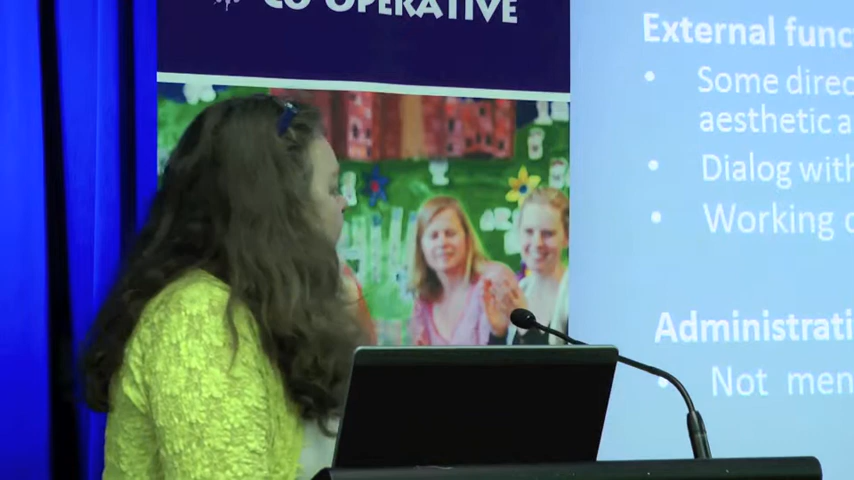 CO OPERATIVE
External func
• Some direc
aesthetic a
• Dialog with
• Working
Administrati
• Not men